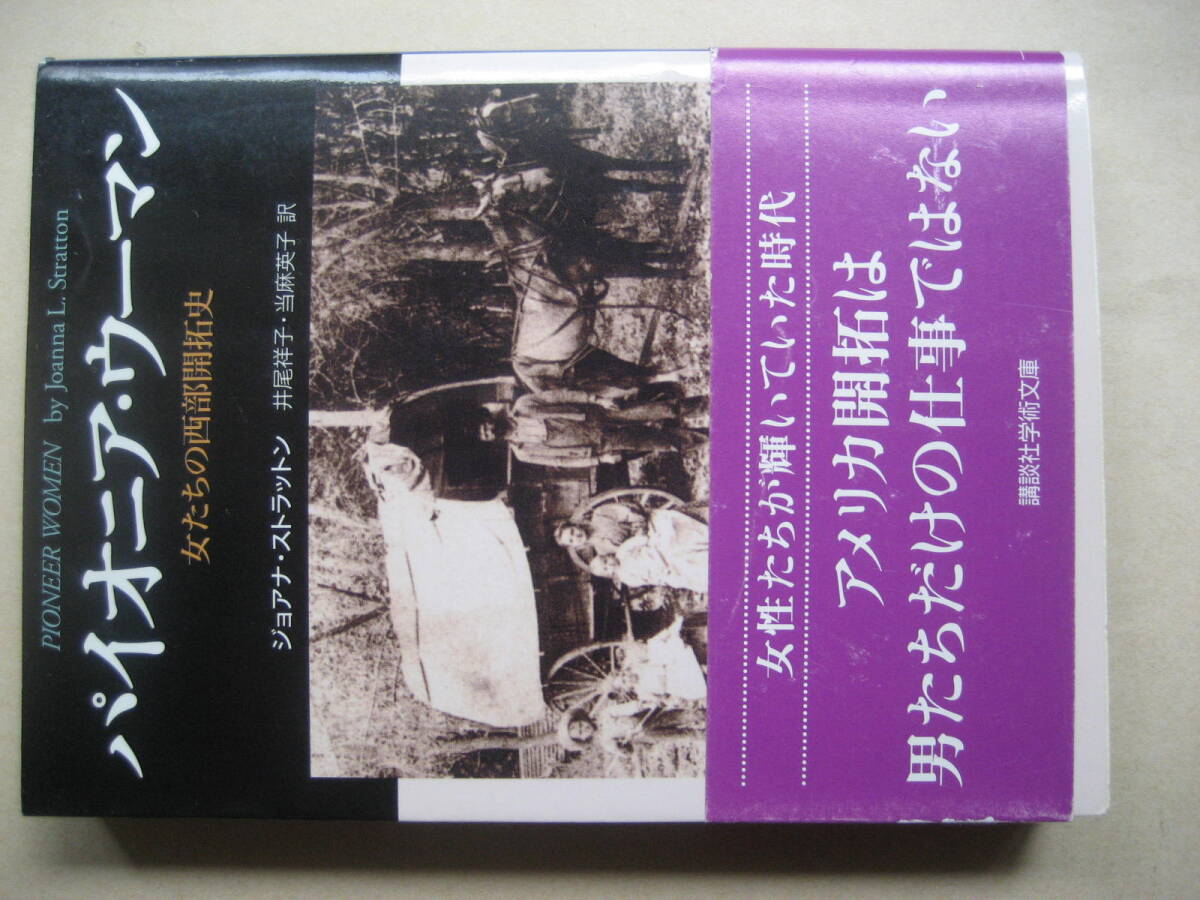 PIONEER WOMEN by Joanna L. Stratton
パイオニア・ウーマン
女たちの西部開拓史
ジョアナ・ストラットン 井尾祥子・当麻英子 訳
女性たちが輝いていた時代
アメリカ開拓は
男たちだけの仕事ではない
講談社学術文庫